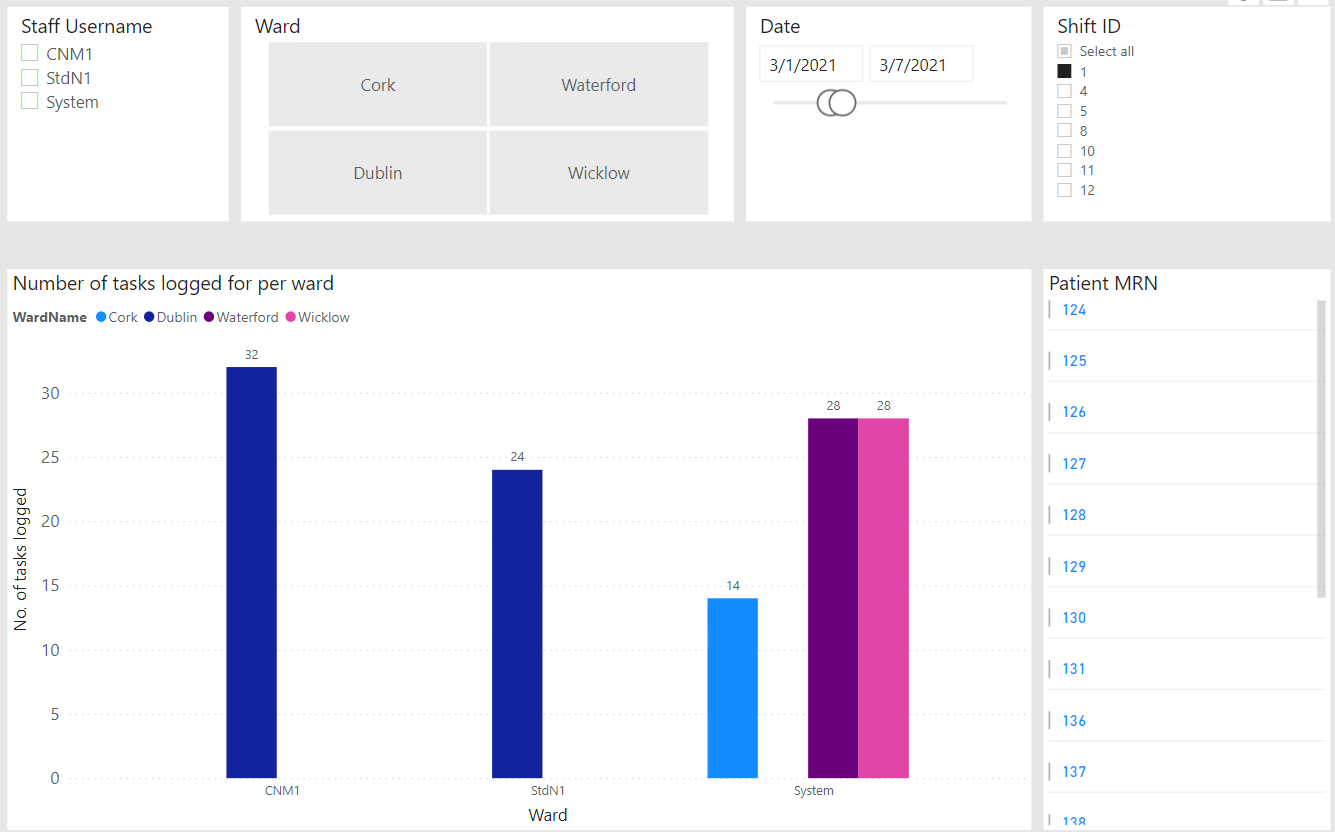 Staff Username
CNM1
StdN1
System
Ward
Cork
Waterford
Dublin
Wicklow
Date
3/1/2021 3/7/2021
Shift ID
Select all
1
4
5
8
10
11
12
Number of tasks logged for per ward
WardName Cork Dublin Waterford Wicklow
No. of tasks logged
30
25
20
15
10
5
0
32
24
14
28
28
CNM1 StdN1 System
Ward
Patient MRN
124
125
126
127
128
129
130
131
136
137
138